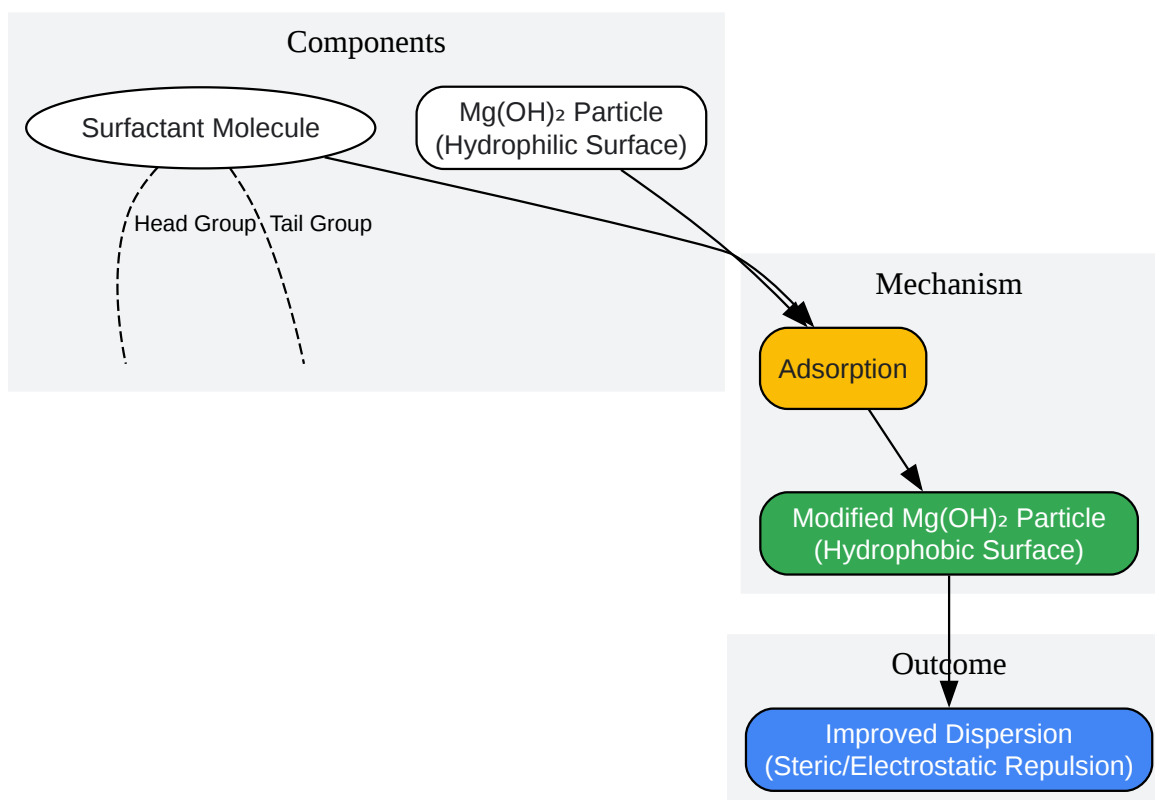 Components
Surfactant Molecule
Mg(OH)₂ Particle
(Hydrophilic Surface)
Head Group
Tail Group
Mechanism
Adsorption
Modified Mg(OH)₂ Particle
(Hydrophobic Surface)
Outcome
Improved Dispersion
(Steric/Electrostatic Repulsion)